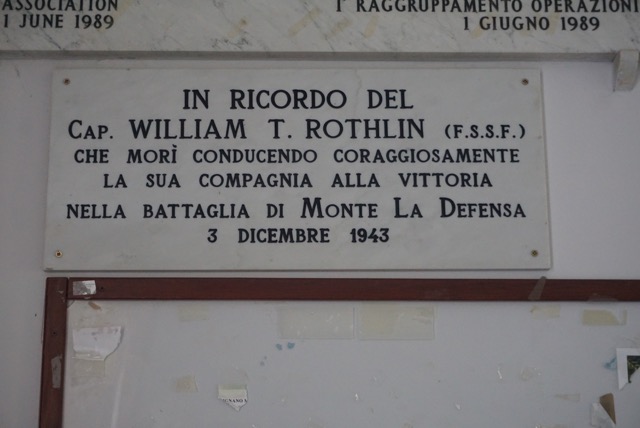 ASSOCIATION
1 JUNE 1989
1° RAGGRUPPAMENTO OPERAZIONI
1 GIUGNO 1989
IN RICORDO DEL
CAP. WILLIAM T. ROTHLIN (F.S.S.F.)
CHE MORÌ CONDUCENDO CORAGGIOSAMENTE
LA SUA COMPAGNIA ALLA VITTORIA
NELLA BATTAGLIA DI MONTE LA DEFENSA
3 DICEMBRE 1943